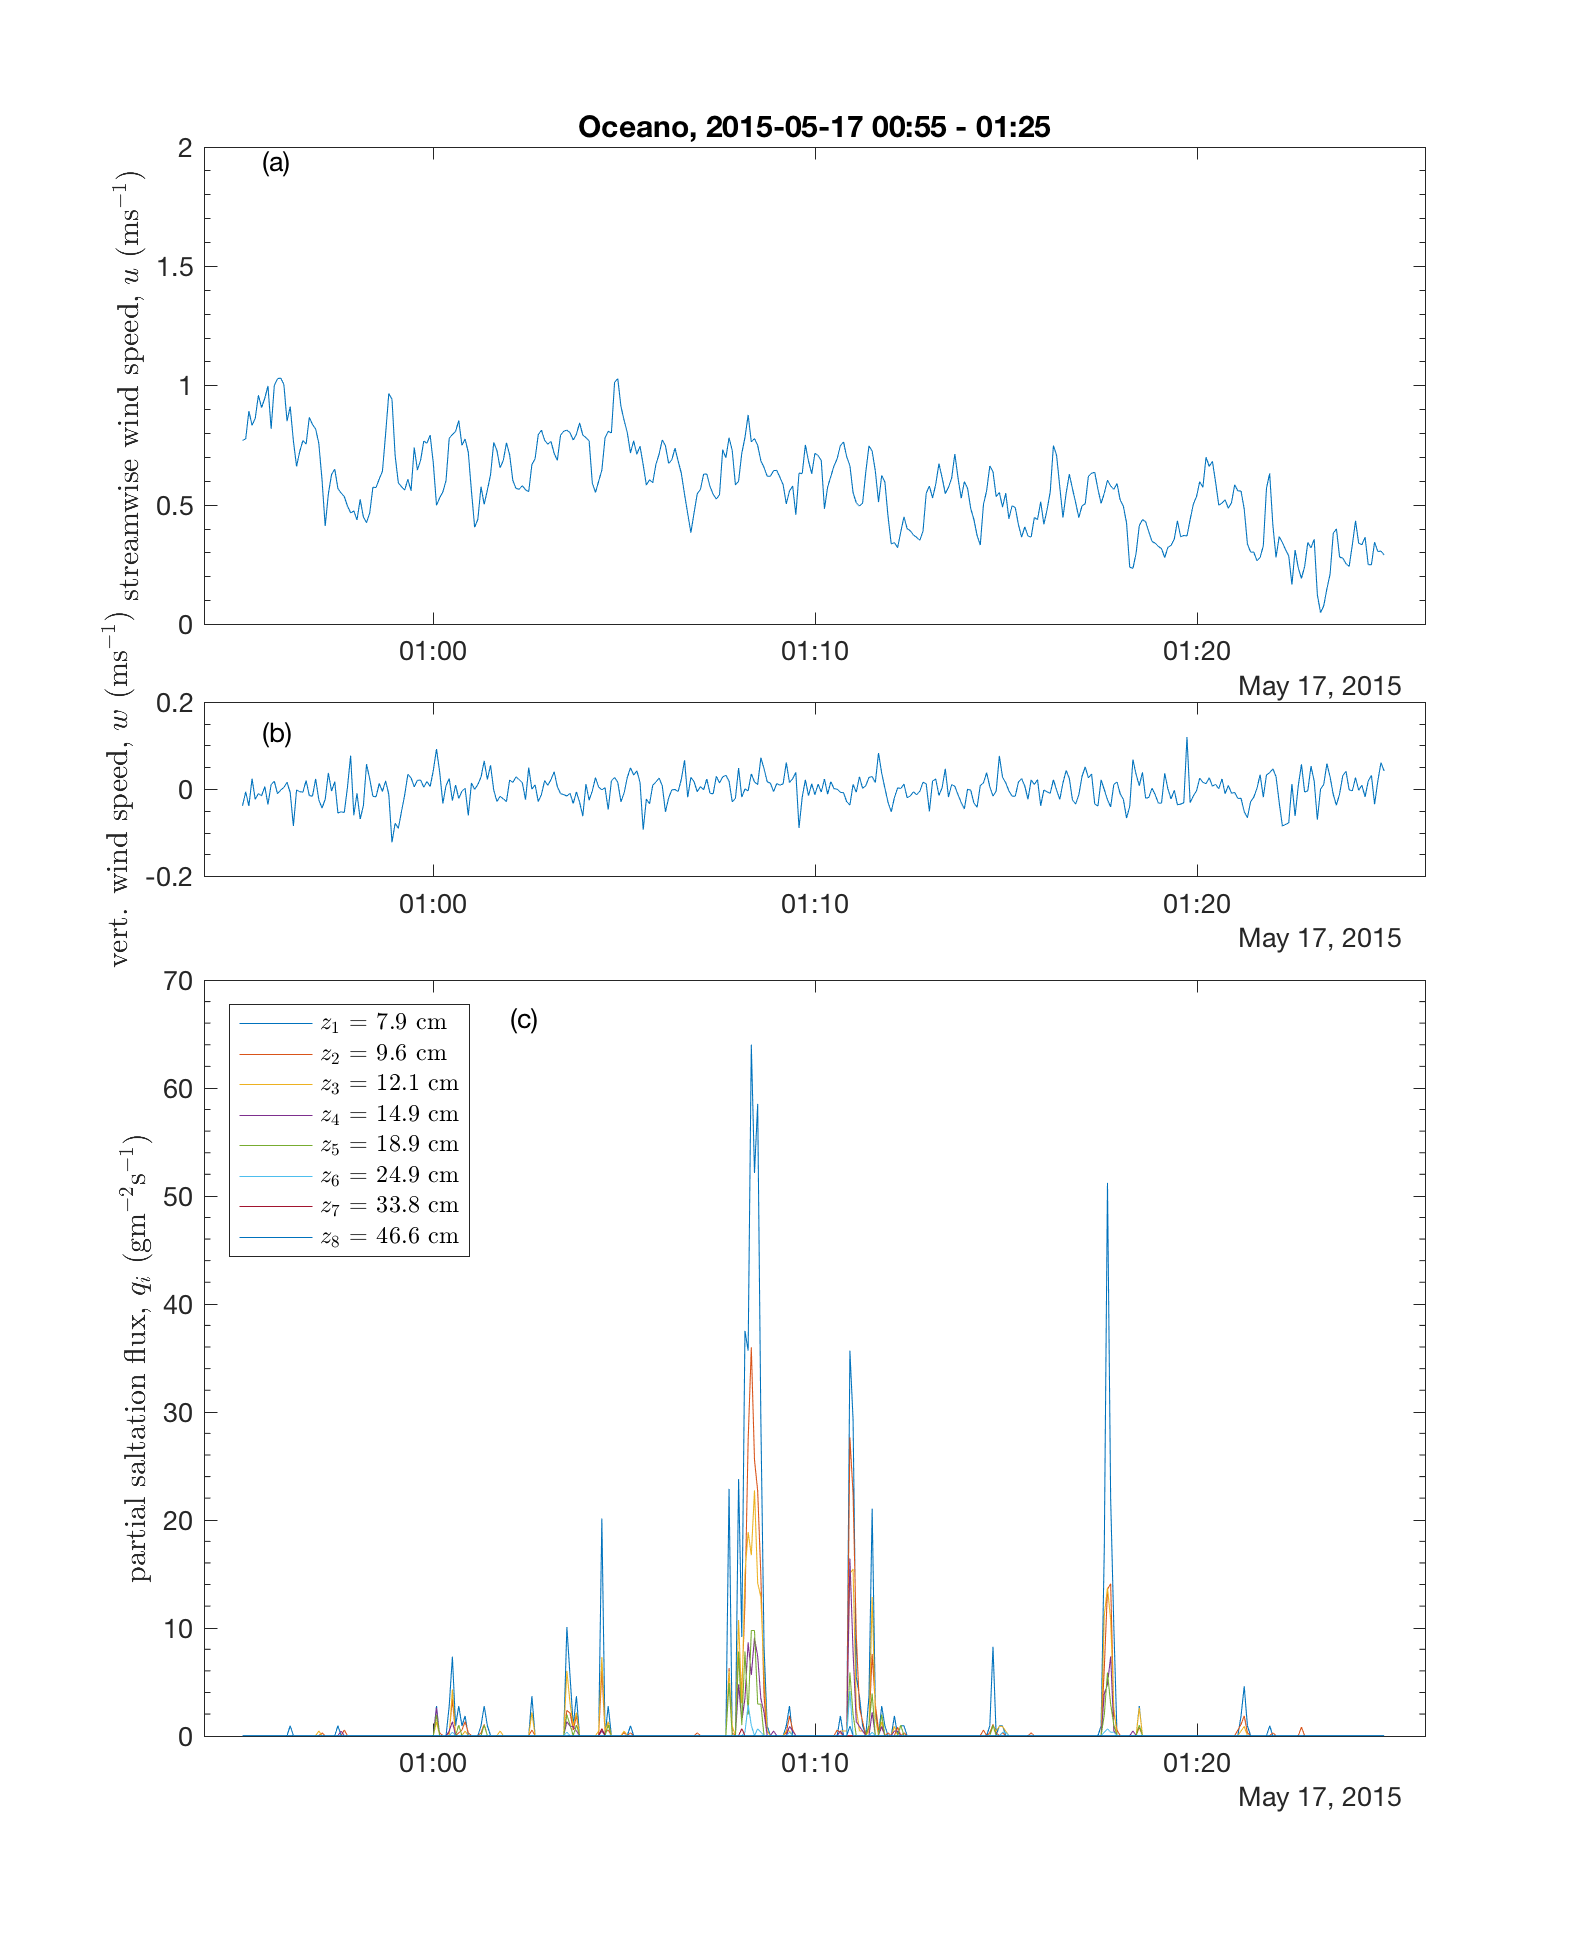 Oceano, 2015-05-17 00:55 - 01:25
(a)
streamwise wind speed, u (ms⁻¹)
2
1.5
1
0.5
0
01:00 01:10 01:20
May 17, 2015
(b)
vert. wind speed, w (ms⁻¹)
0.2
0
-0.2
01:00 01:10 01:20
May 17, 2015
(c)
partial saltation flux, qᵢ (gm⁻²s⁻¹)
70
60
50
40
30
20
10
0
z₁ = 7.9 cm
z₂ = 9.6 cm
z₃ = 12.1 cm
z₄ = 14.9 cm
z₅ = 18.9 cm
z₆ = 24.9 cm
z₇ = 33.8 cm
z₈ = 46.6 cm
01:00 01:10 01:20
May 17, 2015